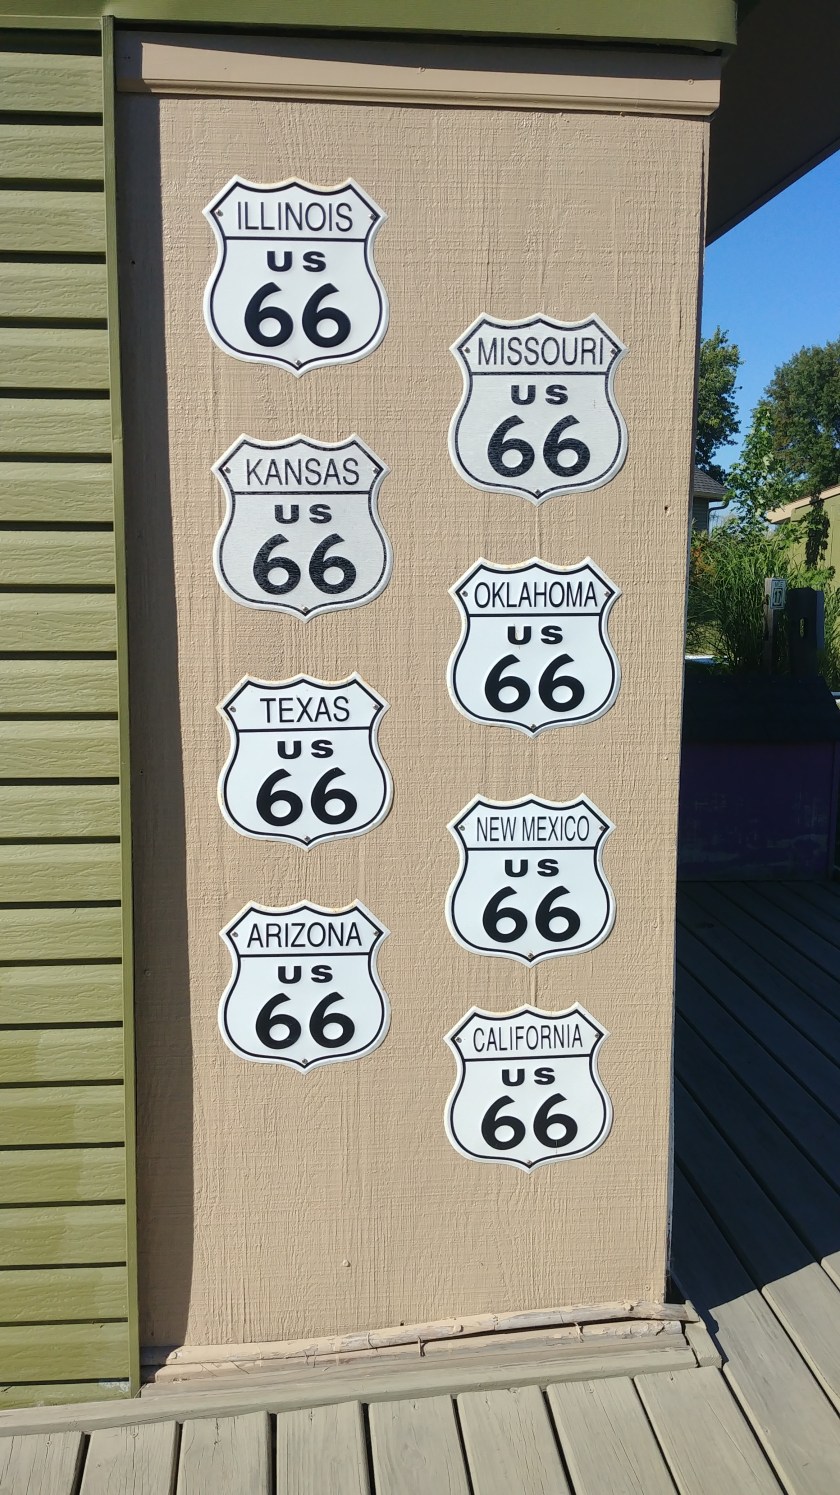 ILLINOIS
US
66
MISSOURI
US
66
KANSAS
US
66
OKLAHOMA
US
66
TEXAS
US
66
NEW MEXICO
US
66
ARIZONA
US
66
CALIFORNIA
US
66